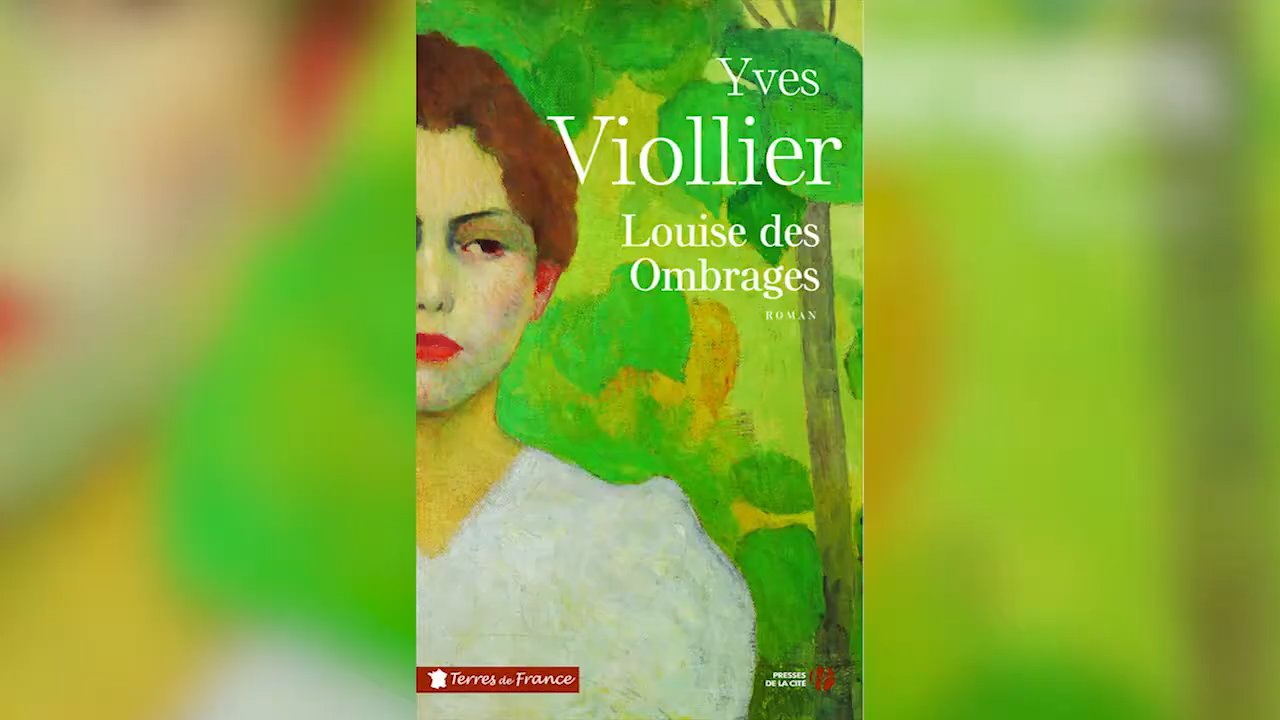 Yves
Viollier
Louise des
Ombrages
ROMAN
Terres de France
PRESSES
DE LA CITÉ